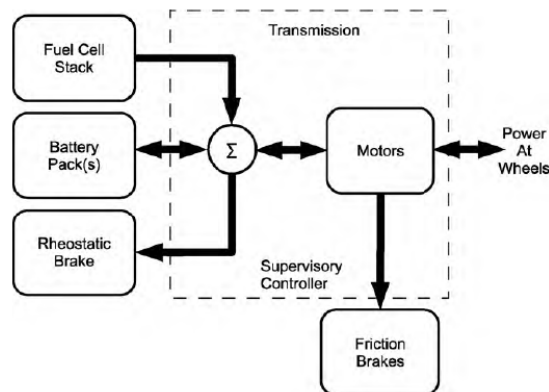 Fuel Cell
Stack
Transmission
Battery
Pack(s)
Σ
Motors
Power
At
Wheels
Rheostatic
Brake
Supervisory
Controller
Friction
Brakes